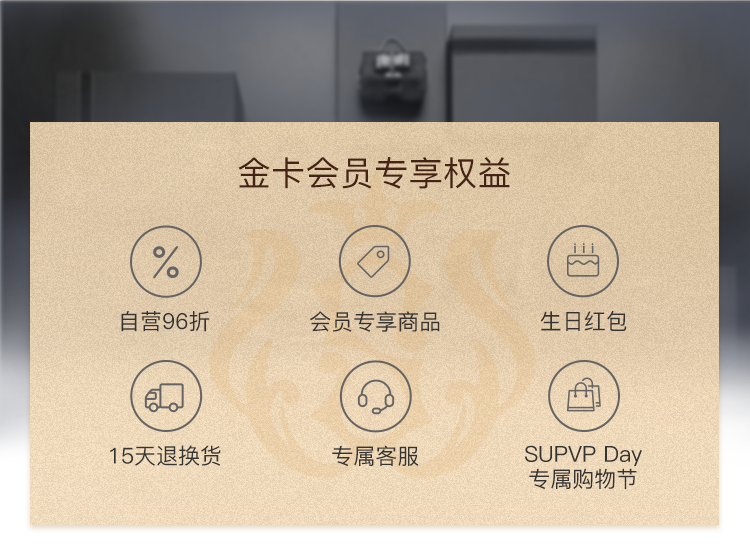 金卡会员专享权益
自营96折
会员专享商品
生日红包
15天退换货
专属客服
SUPVP Day
专属购物节